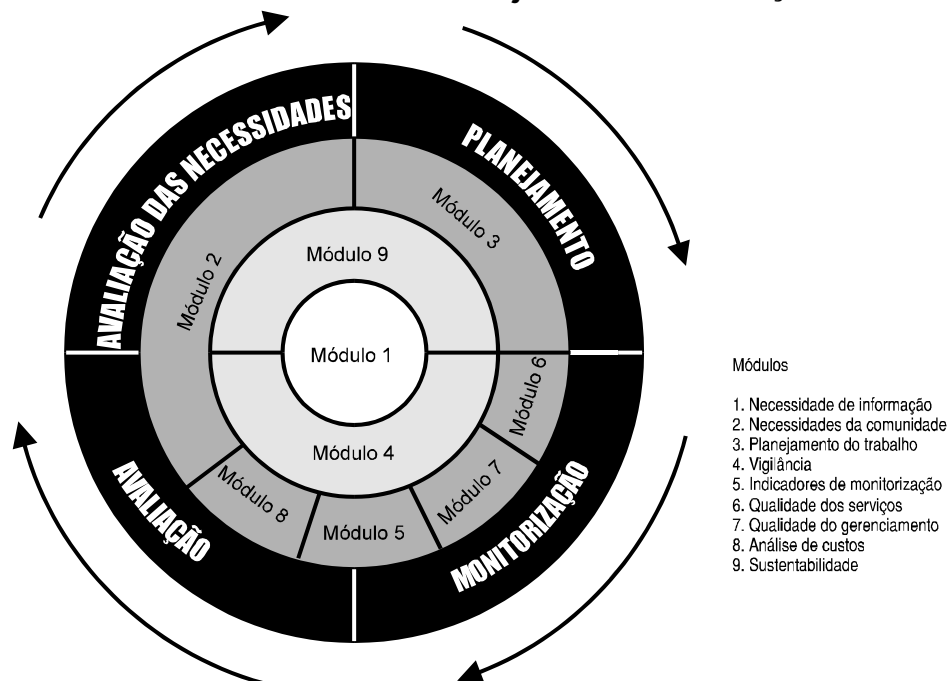 AVALIAÇÃO DAS NECESSIDADES
PLANEJAMENTO
Módulo 2
Módulo 3
Módulo 9
Módulo 1
Módulo 4
Módulo 6
Módulo 7
Módulo 8
Módulo 5
AVALIAÇÃO
MONITORIZAÇÃO
Módulos
1. Necessidade de informação
2. Necessidades da comunidade
3. Planejamento do trabalho
4. Vigilância
5. Indicadores de monitorização
6. Qualidade dos serviços
7. Qualidade do gerenciamento
8. Análise de custos
9. Sustentabilidade